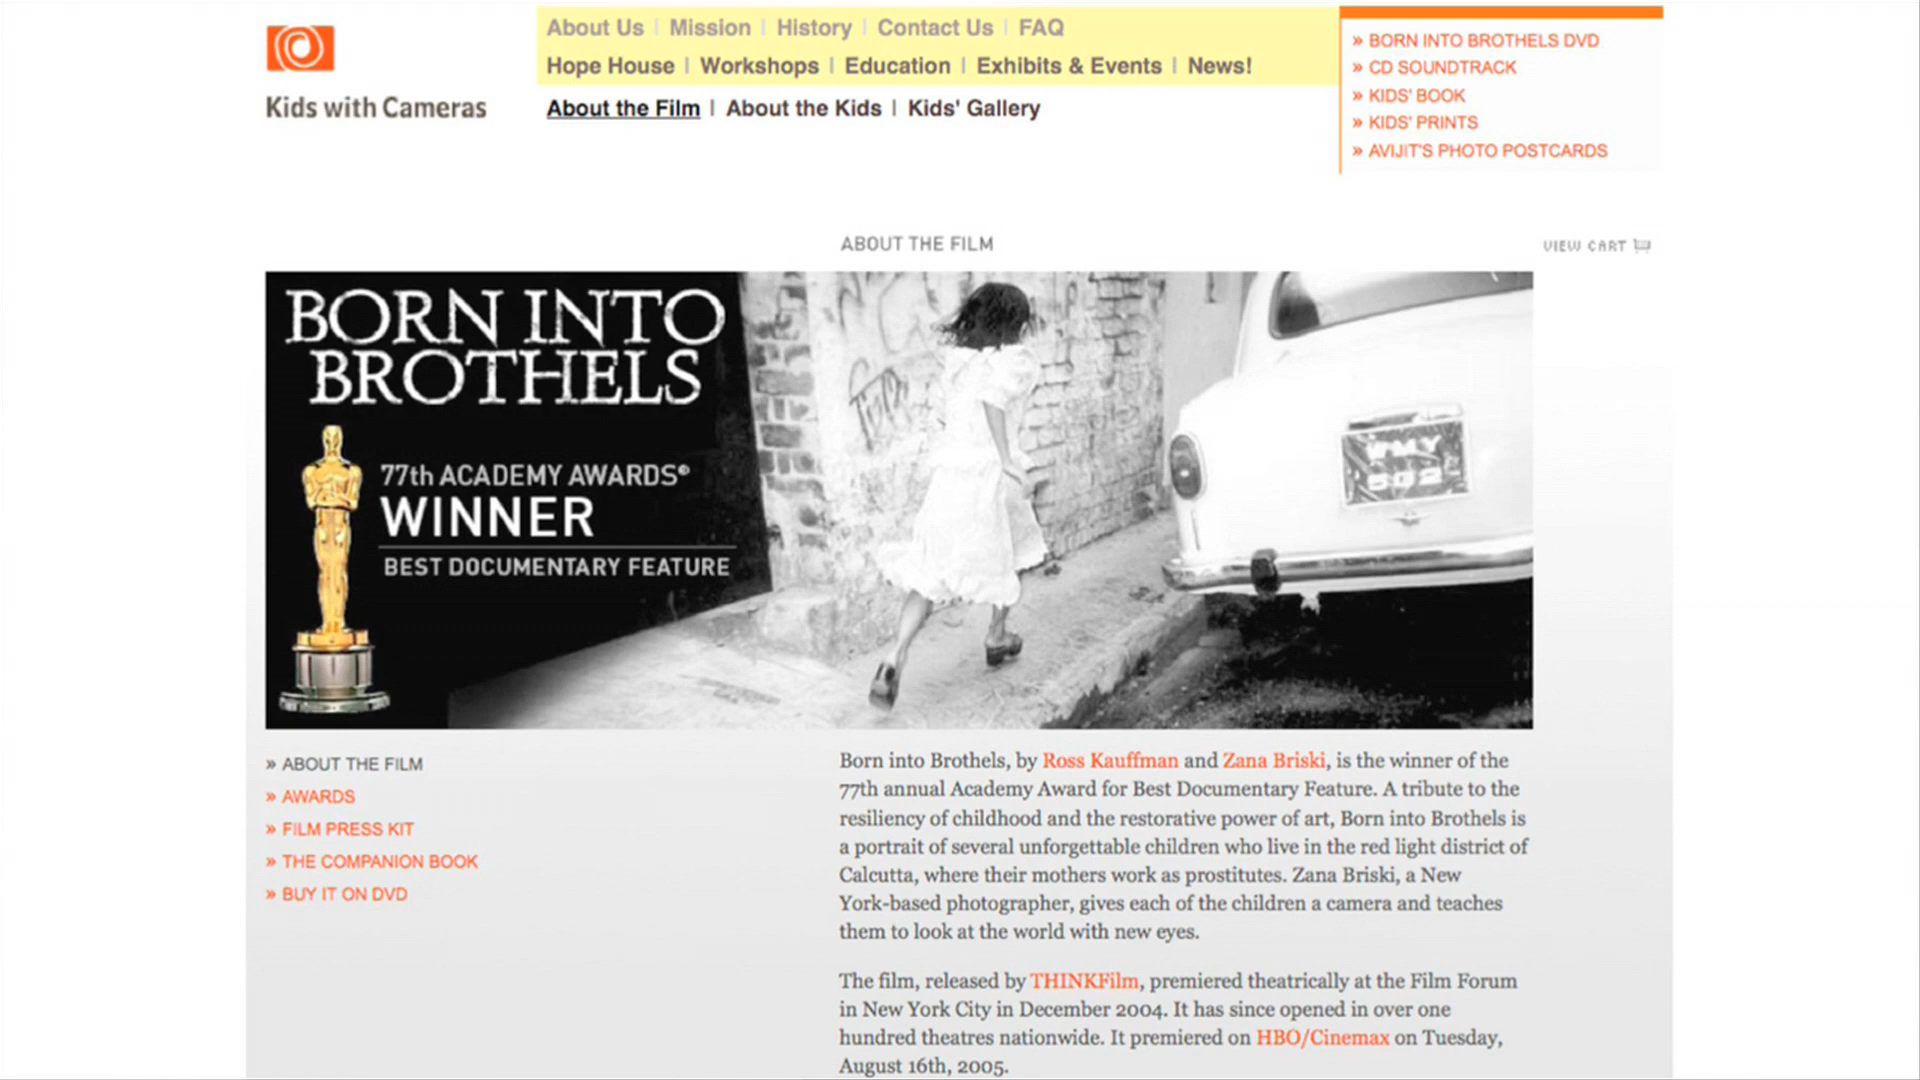 Kids with Cameras
About Us | Mission | History | Contact Us | FAQ
Hope House | Workshops | Education | Exhibits & Events | News!
About the Film | About the Kids | Kids' Gallery
» BORN INTO BROTHELS DVD
» CD SOUNDTRACK
» KIDS' BOOK
» KIDS' PRINTS
» AVIJIT'S PHOTO POSTCARDS
ABOUT THE FILM
VIEW CART
BORN INTO
BROTHELS
77th ACADEMY AWARDS®
WINNER
BEST DOCUMENTARY FEATURE
» ABOUT THE FILM
» AWARDS
» FILM PRESS KIT
» THE COMPANION BOOK
» BUY IT ON DVD
Born into Brothels, by Ross Kauffman and Zana Briski, is the winner of the
77th annual Academy Award for Best Documentary Feature. A tribute to the
resiliency of childhood and the restorative power of art, Born into Brothels is
a portrait of several unforgettable children who live in the red light district of
Calcutta, where their mothers work as prostitutes. Zana Briski, a New
York-based photographer, gives each of the children a camera and teaches
them to look at the world with new eyes.
The film, released by THINKFilm, premiered theatrically at the Film Forum
in New York City in December 2004. It has since opened in over one
hundred theatres nationwide. It premiered on HBO/Cinemax on Tuesday,
August 16th, 2005.